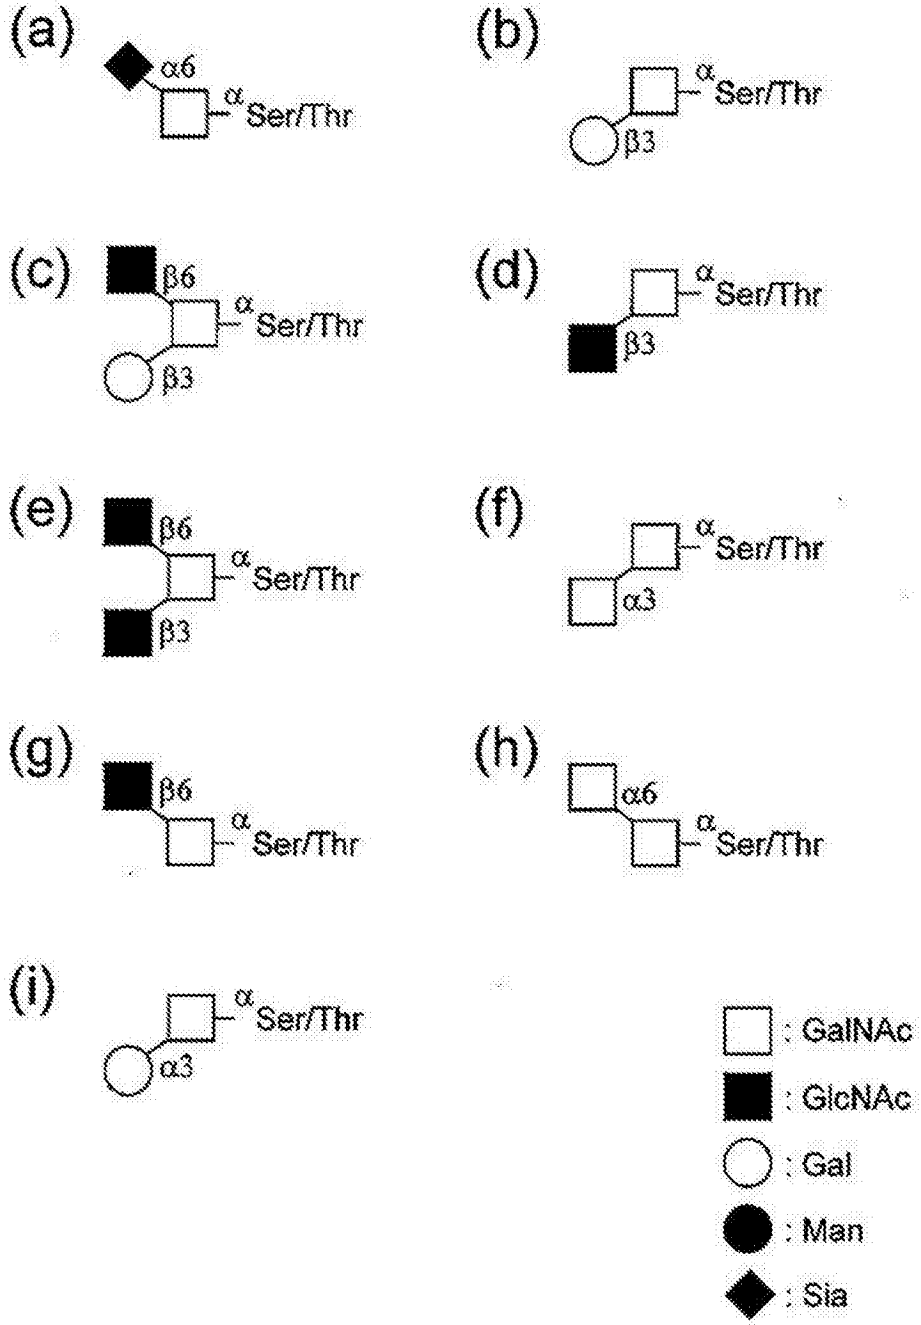 (a) α6 α Ser/Thr
(b) α Ser/Thr β3
(c) β6 α Ser/Thr β3
(d) α Ser/Thr β3
(e) β6 α Ser/Thr β3
(f) α Ser/Thr α3
(g) β6 α Ser/Thr
(h) α6 α Ser/Thr
(i) α Ser/Thr α3
: GalNAc
: GlcNAc
: Gal
: Man
: Sia